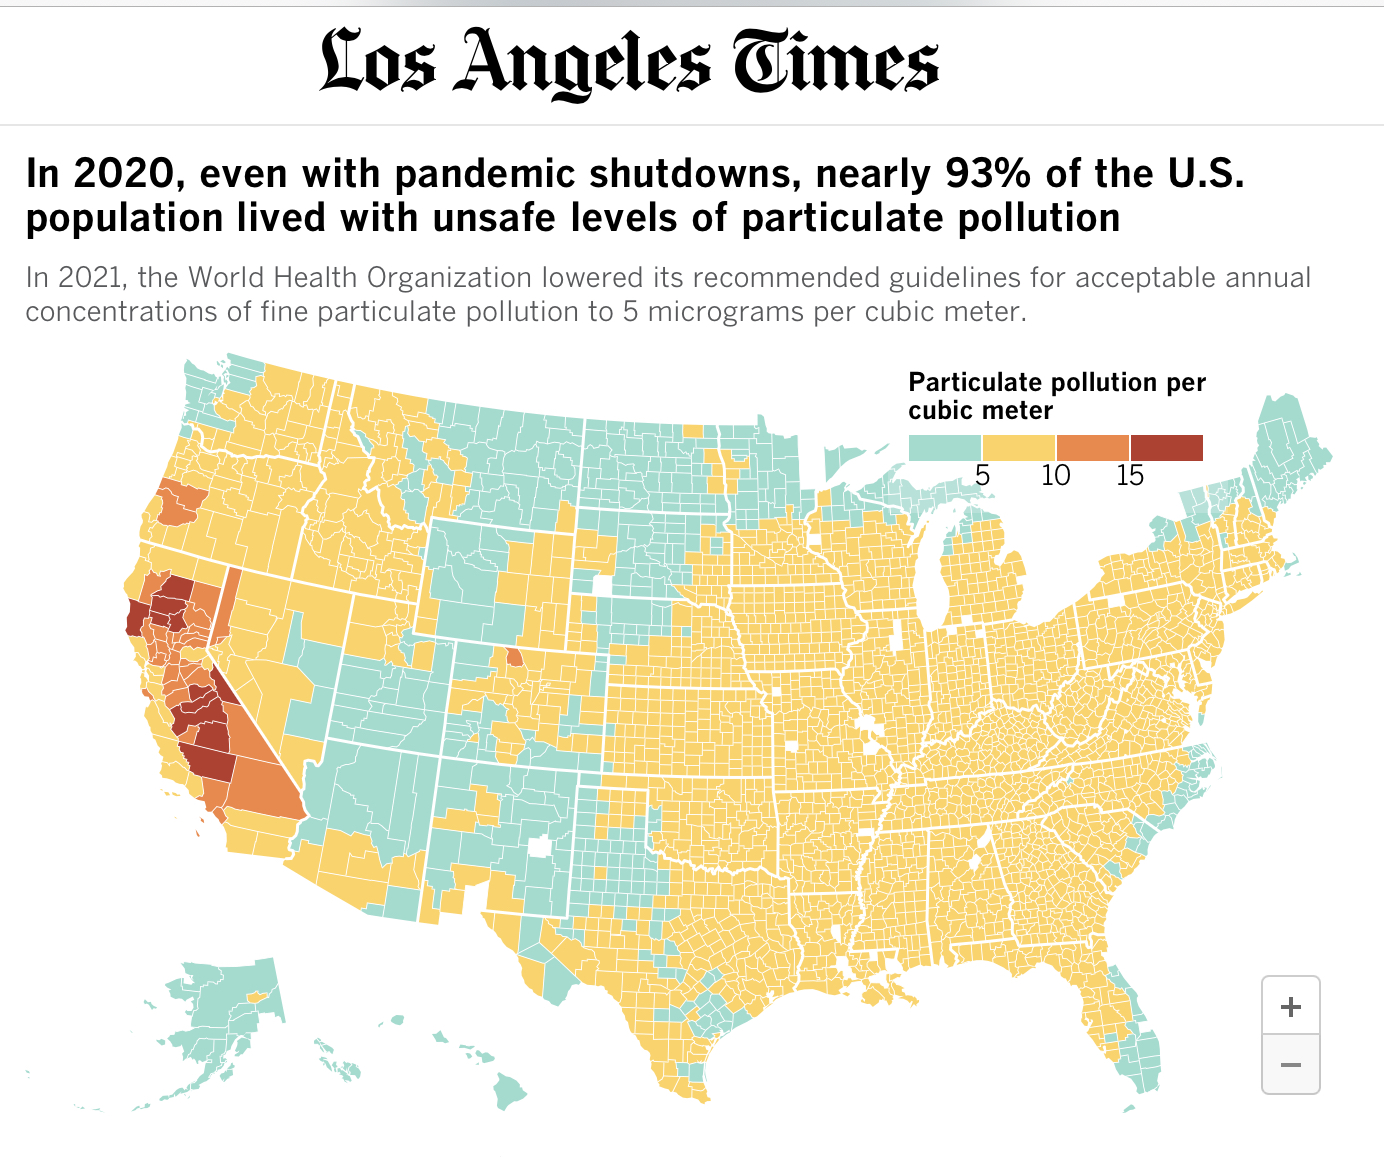 Los Angeles Times
In 2020, even with pandemic shutdowns, nearly 93% of the U.S.
population lived with unsafe levels of particulate pollution
In 2021, the World Health Organization lowered its recommended guidelines for acceptable annual
concentrations of fine particulate pollution to 5 micrograms per cubic meter.
Particulate pollution per
cubic meter
5 10 15
+
−